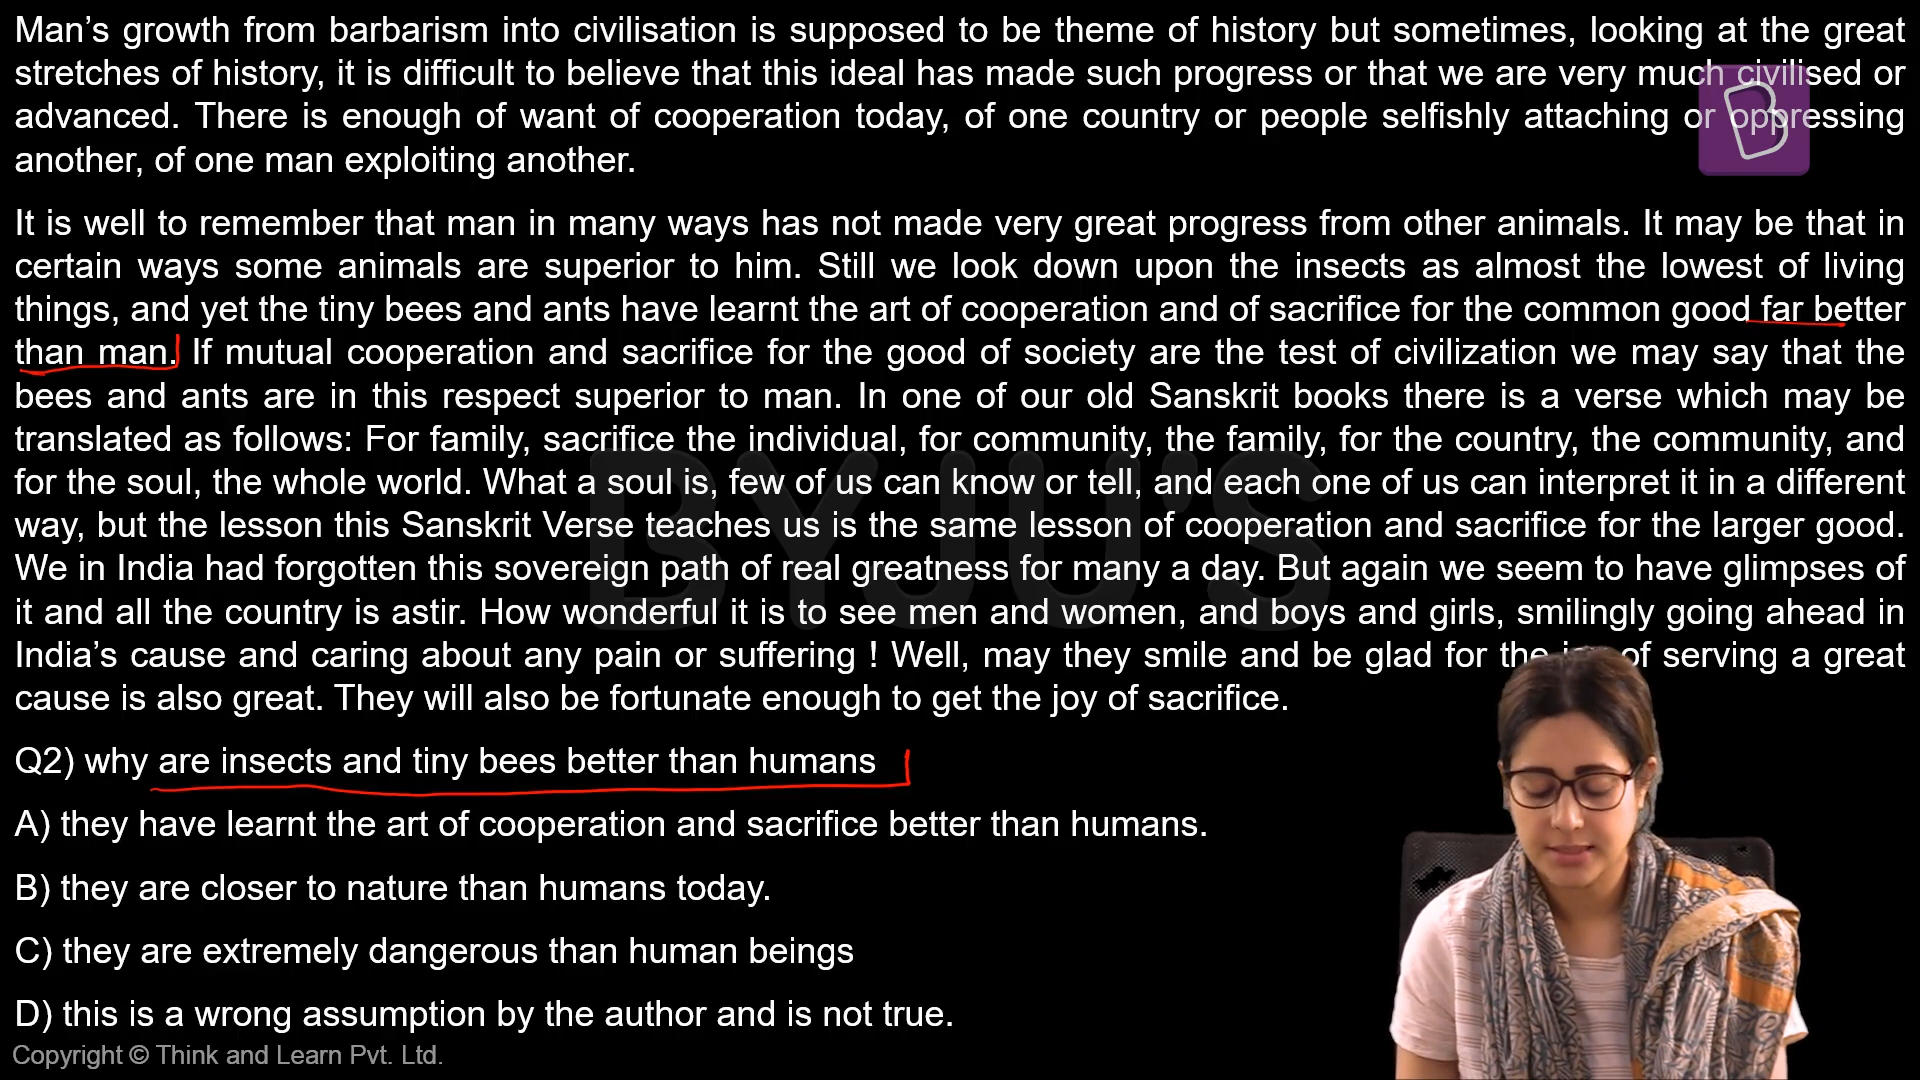 Man’s growth from barbarism into civilisation is supposed to be theme of history but sometimes, looking at the great
stretches of history, it is difficult to believe that this ideal has made such progress or that we are very much civilised or
advanced. There is enough of want of cooperation today, of one country or people selfishly attaching or oppressing
another, of one man exploiting another.
It is well to remember that man in many ways has not made very great progress from other animals. It may be that in
certain ways some animals are superior to him. Still we look down upon the insects as almost the lowest of living
things, and yet the tiny bees and ants have learnt the art of cooperation and of sacrifice for the common good far better
than man. If mutual cooperation and sacrifice for the good of society are the test of civilization we may say that the
bees and ants are in this respect superior to man. In one of our old Sanskrit books there is a verse which may be
translated as follows: For family, sacrifice the individual, for community, the family, for the country, the community, and
for the soul, the whole world. What a soul is, few of us can know or tell, and each one of us can interpret it in a different
way, but the lesson this Sanskrit Verse teaches us is the same lesson of cooperation and sacrifice for the larger good.
We in India had forgotten this sovereign path of real greatness for many a day. But again we seem to have glimpses of
it and all the country is astir. How wonderful it is to see men and women, and boys and girls, smilingly going ahead in
India’s cause and caring about any pain or suffering ! Well, may they smile and be glad for the of serving a great
cause is also great. They will also be fortunate enough to get the joy of sacrifice.
Q2) why are insects and tiny bees better than humans
A) they have learnt the art of cooperation and sacrifice better than humans.
B) they are closer to nature than humans today.
C) they are extremely dangerous than human beings
D) this is a wrong assumption by the author and is not true.
Copyright © Think and Learn Pvt. Ltd.
BYJU'S